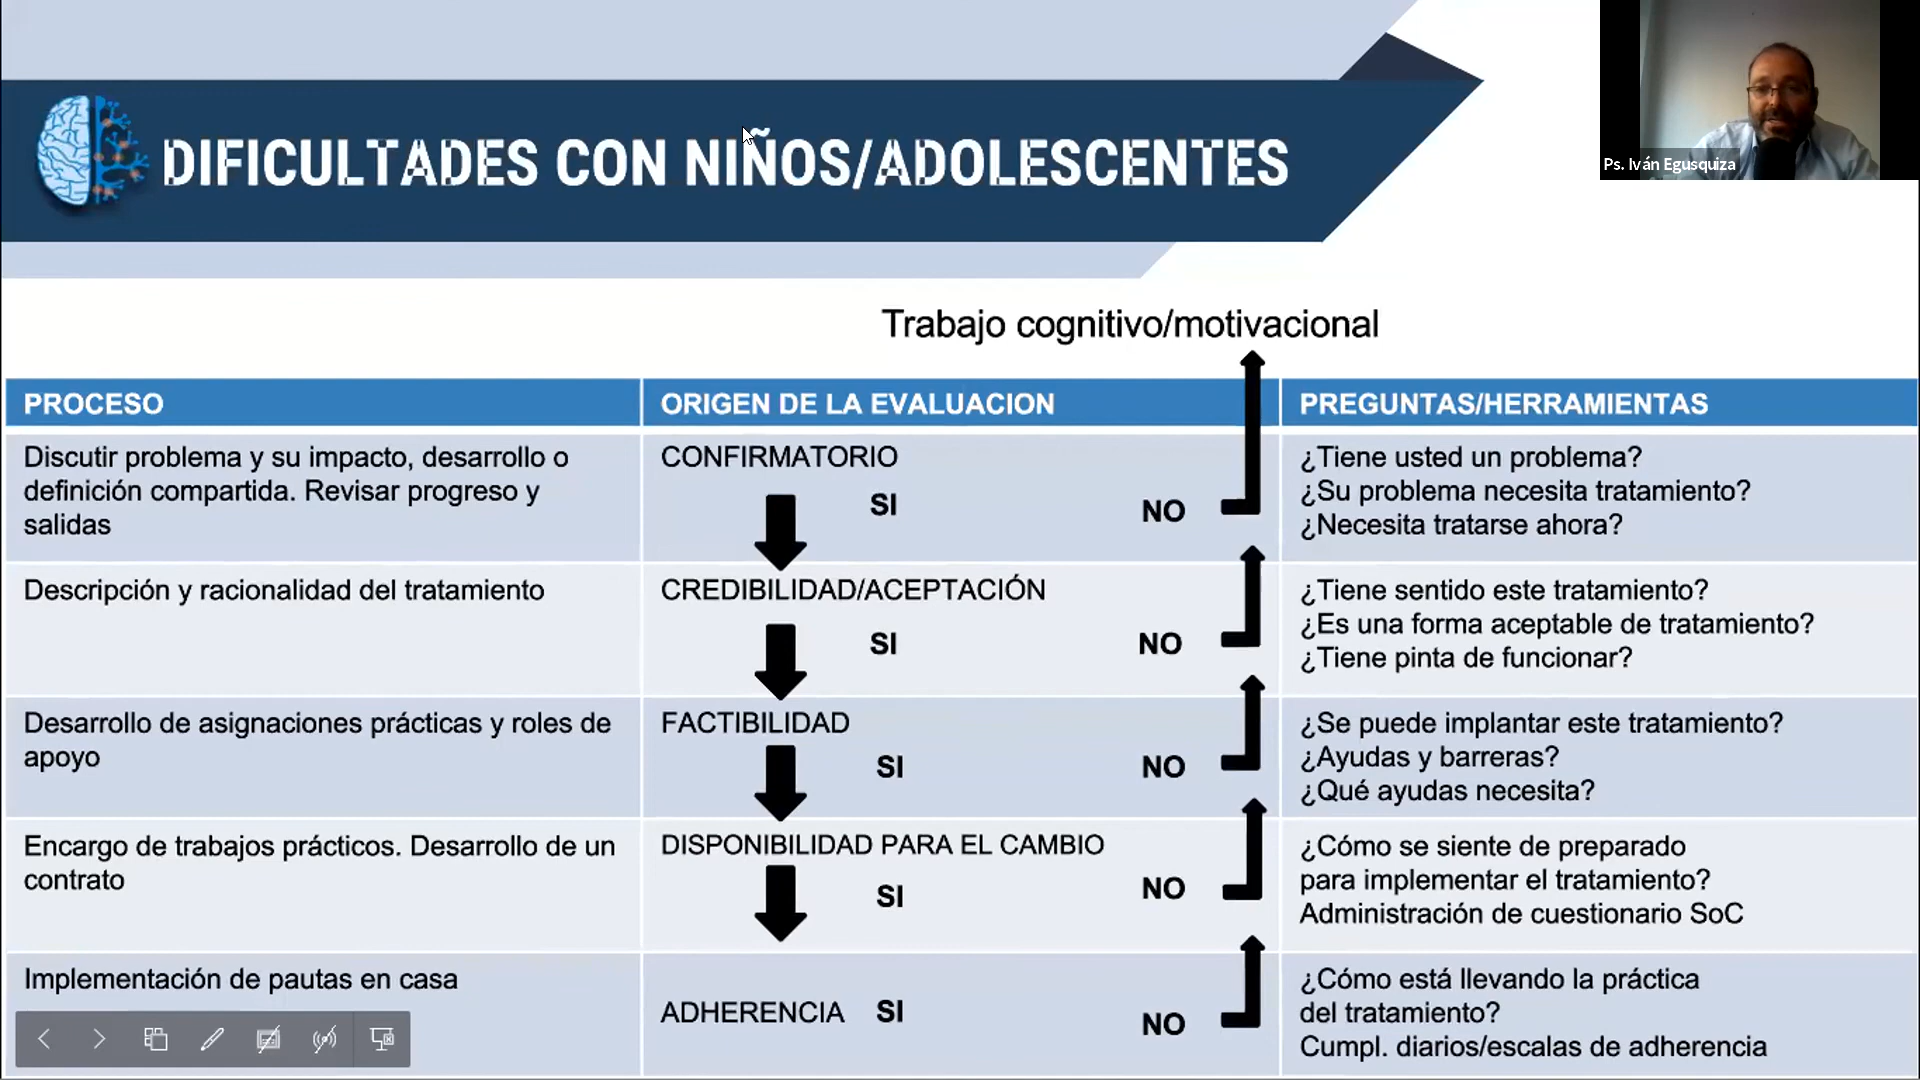 DIFICULTADES CON NIÑOS/ADOLESCENTES
Ps. Iván Egusquiza
Trabajo cognitivo/motivacional
PROCESO
ORIGEN DE LA EVALUACION
PREGUNTAS/HERRAMIENTAS
Discutir problema y su impacto, desarrollo o
definición compartida. Revisar progreso y
salidas
CONFIRMATORIO
SI
NO
¿Tiene usted un problema?
¿Su problema necesita tratamiento?
¿Necesita tratarse ahora?
Descripción y racionalidad del tratamiento
CREDIBILIDAD/ACEPTACIÓN
SI
NO
¿Tiene sentido este tratamiento?
¿Es una forma aceptable de tratamiento?
¿Tiene pinta de funcionar?
Desarrollo de asignaciones prácticas y roles de
apoyo
FACTIBILIDAD
SI
NO
¿Se puede implantar este tratamiento?
¿Ayudas y barreras?
¿Qué ayudas necesita?
Encargo de trabajos prácticos. Desarrollo de un
contrato
DISPONIBILIDAD PARA EL CAMBIO
SI
NO
¿Cómo se siente de preparado
para implementar el tratamiento?
Administración de cuestionario SoC
Implementación de pautas en casa
ADHERENCIA SI
NO
¿Cómo está llevando la práctica
del tratamiento?
Cumpl. diarios/escalas de adherencia